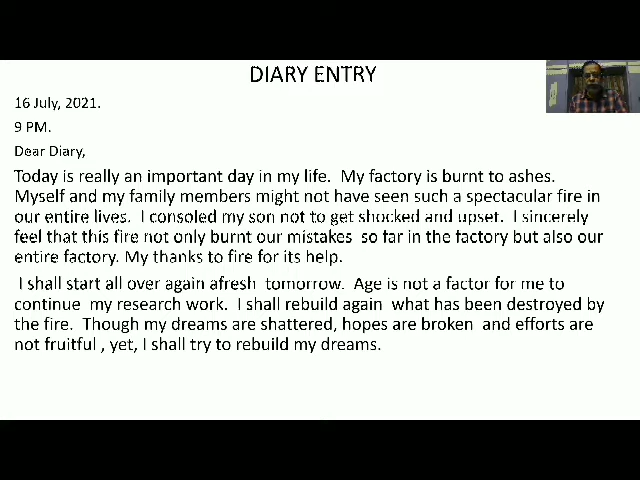 DIARY ENTRY
16 July, 2021.
9 PM.
Dear Diary,
Today is really an important day in my life. My factory is burnt to ashes.
Myself and my family members might not have seen such a spectacular fire in
our entire lives. I consoled my son not to get shocked and upset. I sincerely
feel that this fire not only burnt our mistakes so far in the factory but also our
entire factory. My thanks to fire for its help.
I shall start all over again afresh tomorrow. Age is not a factor for me to
continue my research work. I shall rebuild again what has been destroyed by
the fire. Though my dreams are shattered, hopes are broken and efforts are
not fruitful , yet, I shall try to rebuild my dreams.